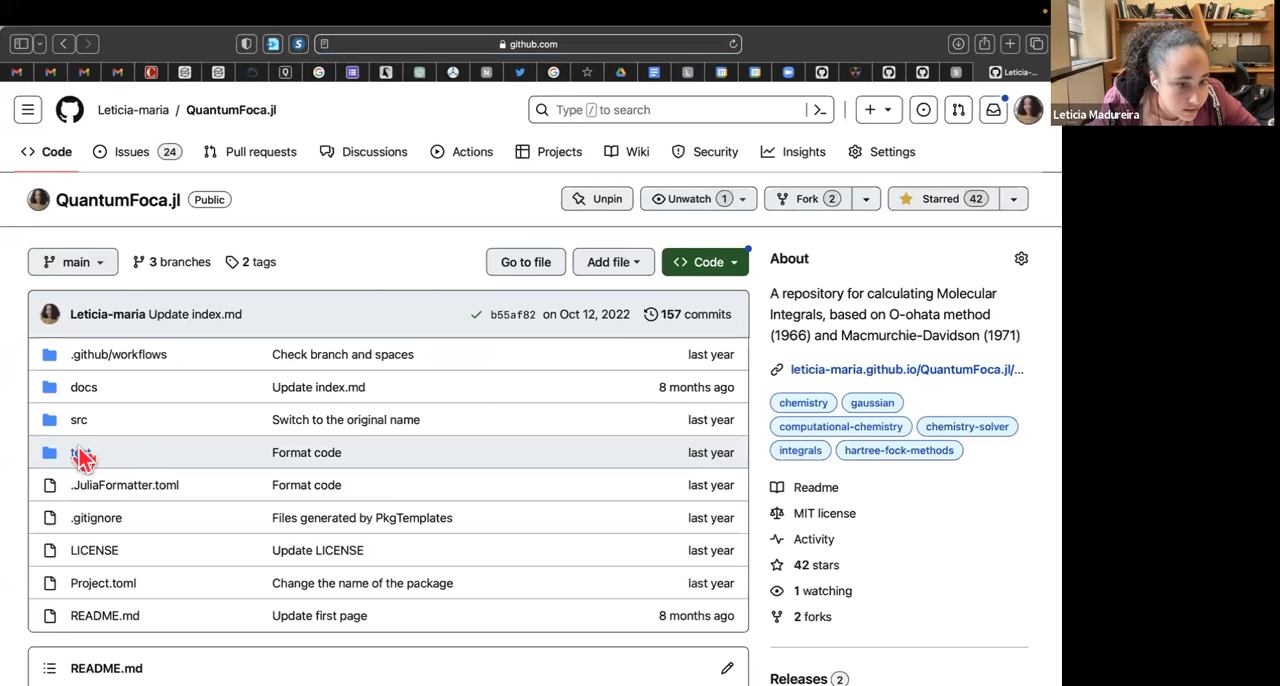 github.com
Leticia-...
Leticia-maria / QuantumFoca.jl
Type / to search
Leticia Madureira
Code
Issues 24
Pull requests
Discussions
Actions
Projects
Wiki
Security
Insights
Settings
QuantumFoca.jl Public
Unpin
Unwatch 1
Fork 2
Starred 42
main
3 branches
2 tags
Go to file
Add file
Code
About
Leticia-maria Update index.md
b55af82 on Oct 12, 2022
157 commits
A repository for calculating Molecular
Integrals, based on O-ohata method
(1966) and Macmurchie-Davidson (1971)
leticia-maria.github.io/QuantumFoca.jl/...
chemistry
gaussian
computational-chemistry
chemistry-solver
integrals
hartree-fock-methods
.github/workflows Check branch and spaces last year
docs Update index.md 8 months ago
src Switch to the original name last year
Format code last year
.JuliaFormatter.toml Format code last year
.gitignore Files generated by PkgTemplates last year
LICENSE Update LICENSE last year
Project.toml Change the name of the package last year
README.md Update first page 8 months ago
Readme
MIT license
Activity
42 stars
1 watching
2 forks
README.md
Releases 2